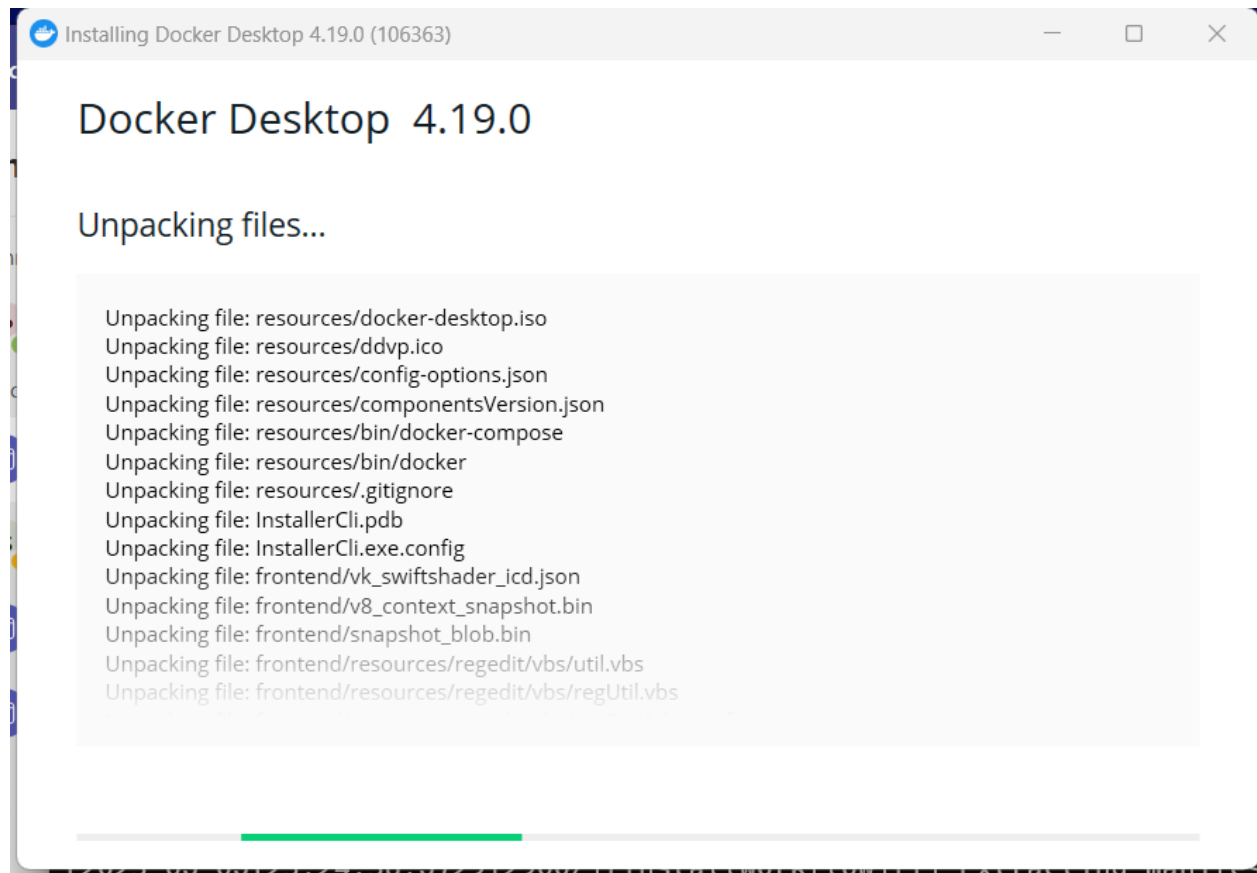 Installing Docker Desktop 4.19.0 (106363)
Docker Desktop 4.19.0
Unpacking files...
Unpacking file: resources/docker-desktop.iso
Unpacking file: resources/ddvp.ico
Unpacking file: resources/config-options.json
Unpacking file: resources/componentsVersion.json
Unpacking file: resources/bin/docker-compose
Unpacking file: resources/bin/docker
Unpacking file: resources/.gitignore
Unpacking file: InstallerCli.pdb
Unpacking file: InstallerCli.exe.config
Unpacking file: frontend/vk_swiftshader_icd.json
Unpacking file: frontend/v8_context_snapshot.bin
Unpacking file: frontend/snapshot_blob.bin
Unpacking file: frontend/resources/regedit/vbs/util.vbs
Unpacking file: frontend/resources/regedit/vbs/regUtil.vbs